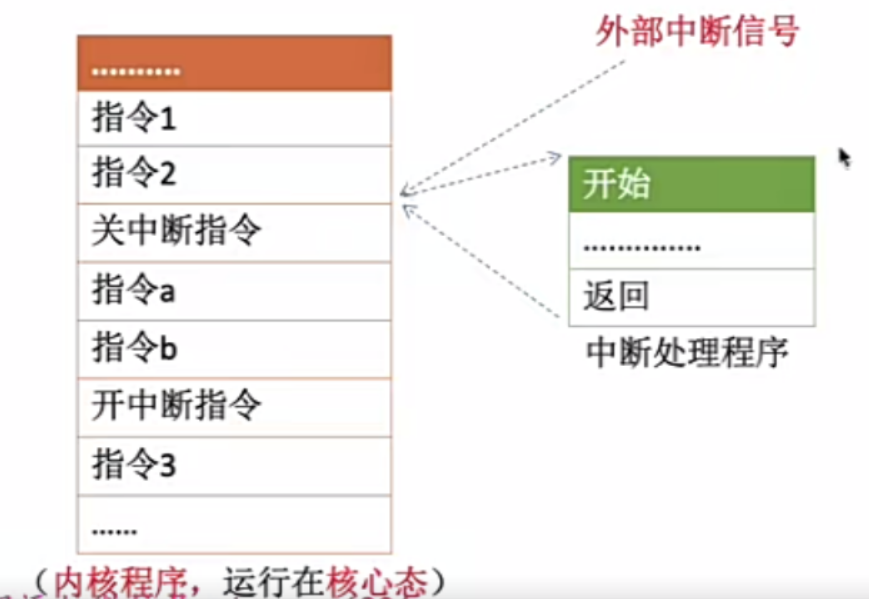 外部中断信号
..........
指令1
指令2
关中断指令
指令a
指令b
开中断指令
指令3
......
开始
..............
返回
中断处理程序
（内核程序，运行在核心态）